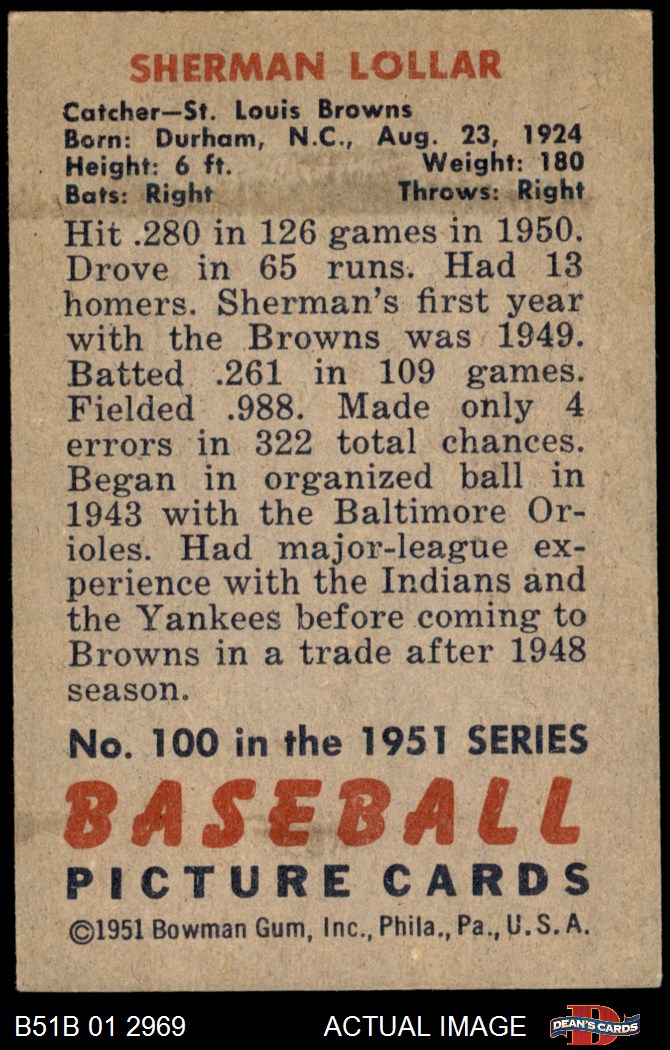 SHERMAN LOLLAR
Catcher—St. Louis Browns
Born: Durham, N.C., Aug. 23, 1924
Height: 6 ft. Weight: 180
Bats: Right Throws: Right
Hit .280 in 126 games in 1950.
Drove in 65 runs. Had 13
homers. Sherman's first year
with the Browns was 1949.
Batted .261 in 109 games.
Fielded .988. Made only 4
errors in 322 total chances.
Began in organized ball in
1943 with the Baltimore Or-
ioles. Had major-league ex-
perience with the Indians and
the Yankees before coming to
Browns in a trade after 1948
season.
No. 100 in the 1951 SERIES
BASEBALL
PICTURE CARDS
©1951 Bowman Gum, Inc., Phila., Pa., U.S.A.
B51B 01 2969 ACTUAL IMAGE D DEAN'S CARDS